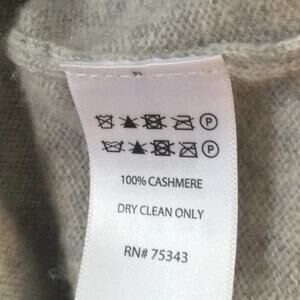 P
P
100% CASHMERE
DRY CLEAN ONLY
RN# 75343